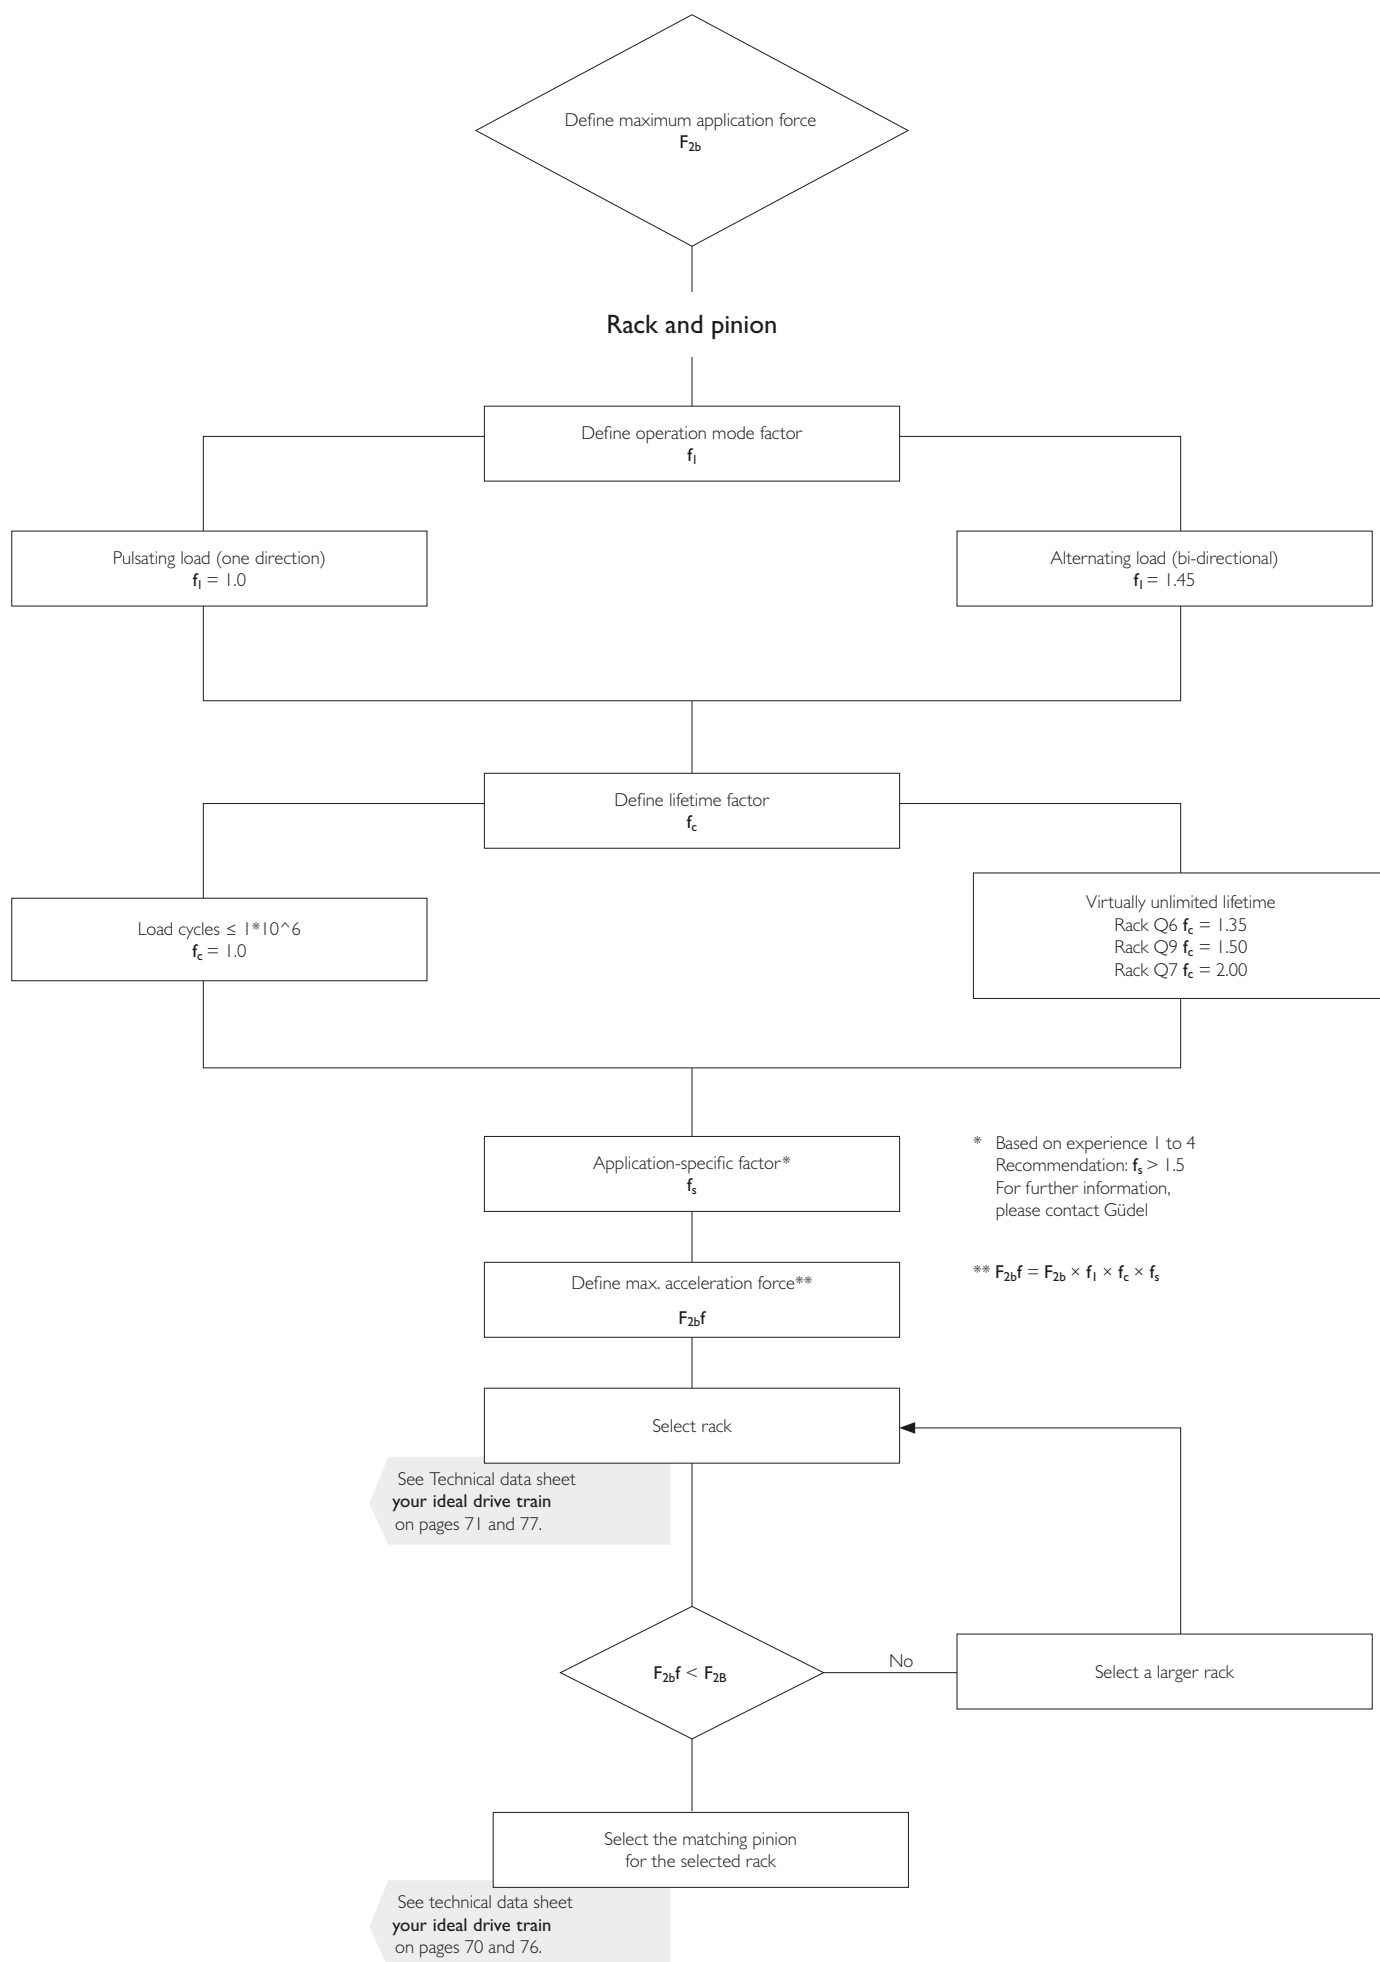 Define maximum application force
F2b
Rack and pinion
Define operation mode factor
f1
Pulsating load (one direction)
f1 = 1.0
Alternating load (bi-directional)
f1 = 1.45
Define lifetime factor
fc
Load cycles ≤ 1*10^6
fc = 1.0
Virtually unlimited lifetime
Rack Q6 fc = 1.35
Rack Q9 fc = 1.50
Rack Q7 fc = 2.00
Application-specific factor*
fs
* Based on experience 1 to 4
Recommendation: fs > 1.5
For further information,
please contact Güdel
Define max. acceleration force**
F2bf
** F2bf = F2b × f1 × fc × fs
Select rack
See Technical data sheet
your ideal drive train
on pages 71 and 77.
F2bf < F2B
No
Select a larger rack
Select the matching pinion
for the selected rack
See technical data sheet
your ideal drive train
on pages 70 and 76.